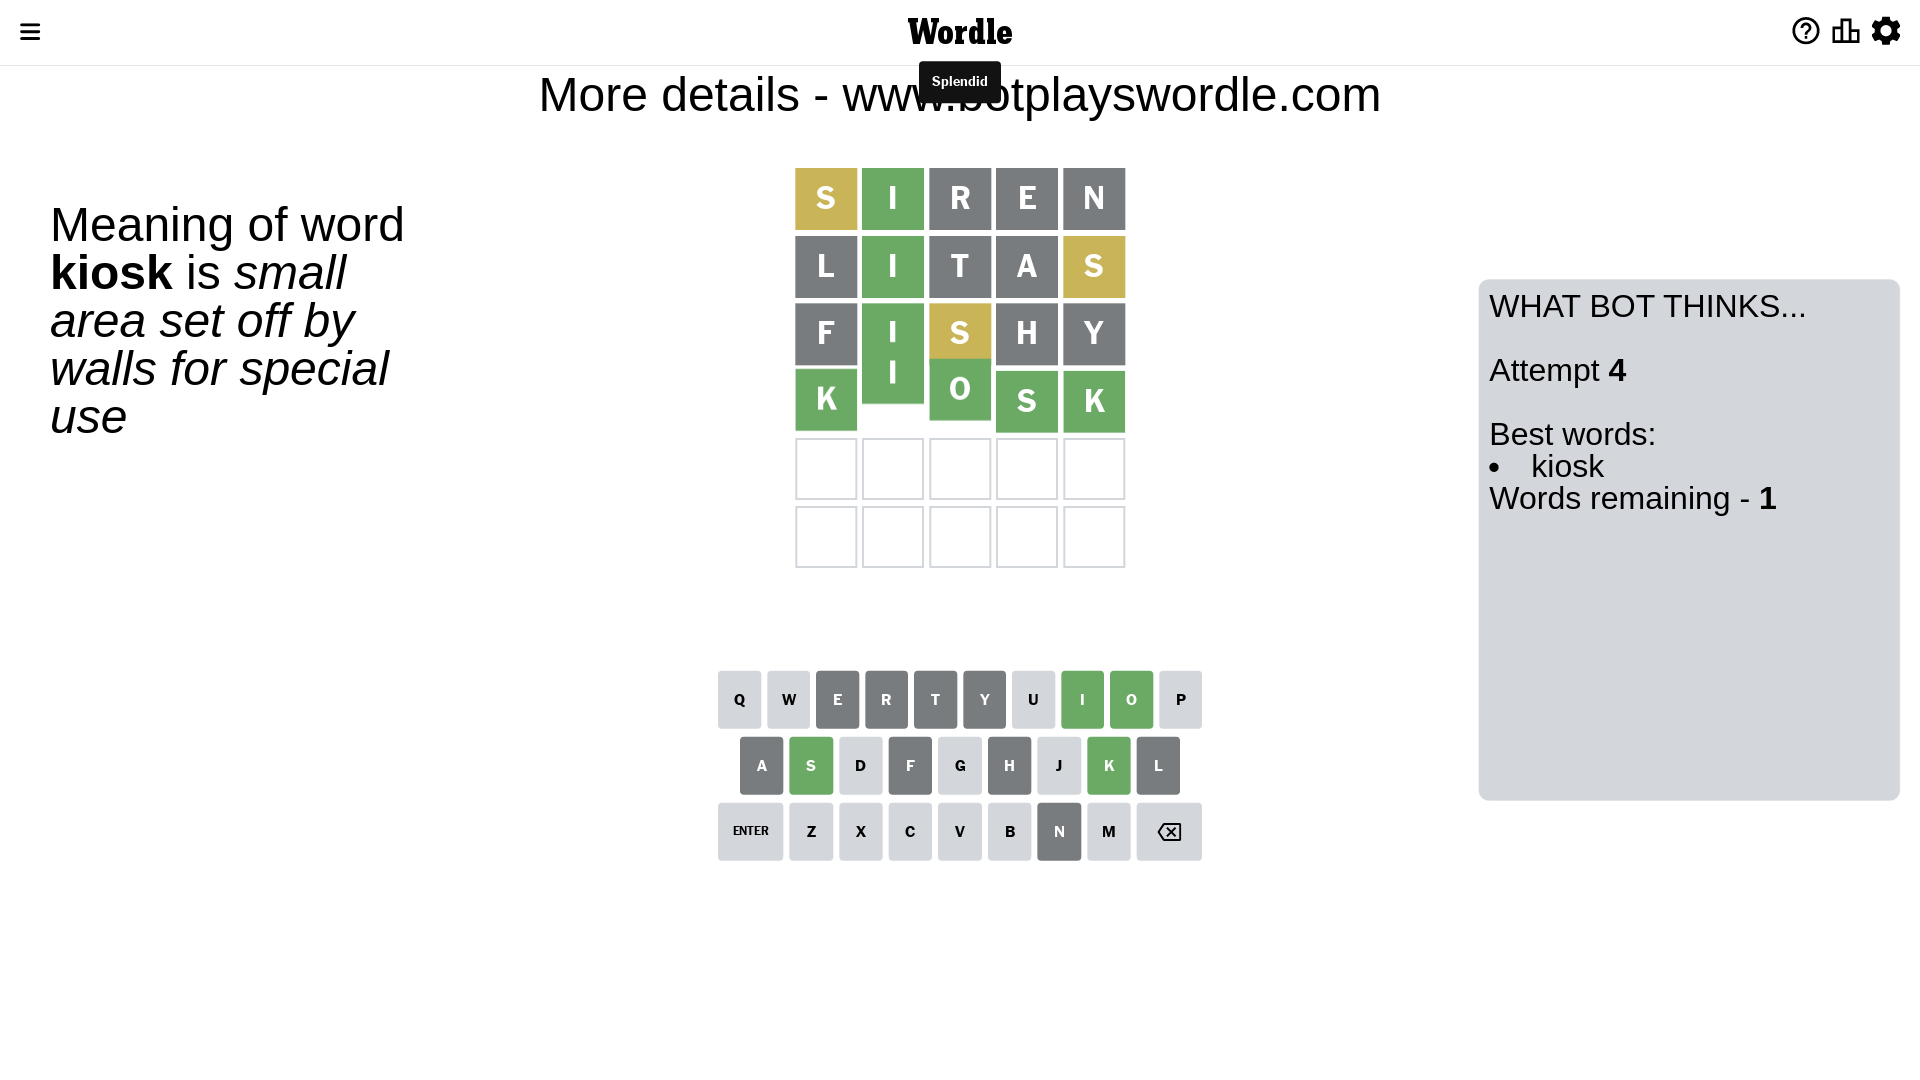 Wordle
Splendid
More details - www.botplayswordle.com
Meaning of word
kiosk is small
area set off by
walls for special
use
S I R E N
L I T A S
F I S H Y
K I O S K
WHAT BOT THINKS...
Attempt 4
Best words:
• kiosk
Words remaining - 1
Q W E R T Y U I O P
A S D F G H J K L
ENTER Z X C V B N M